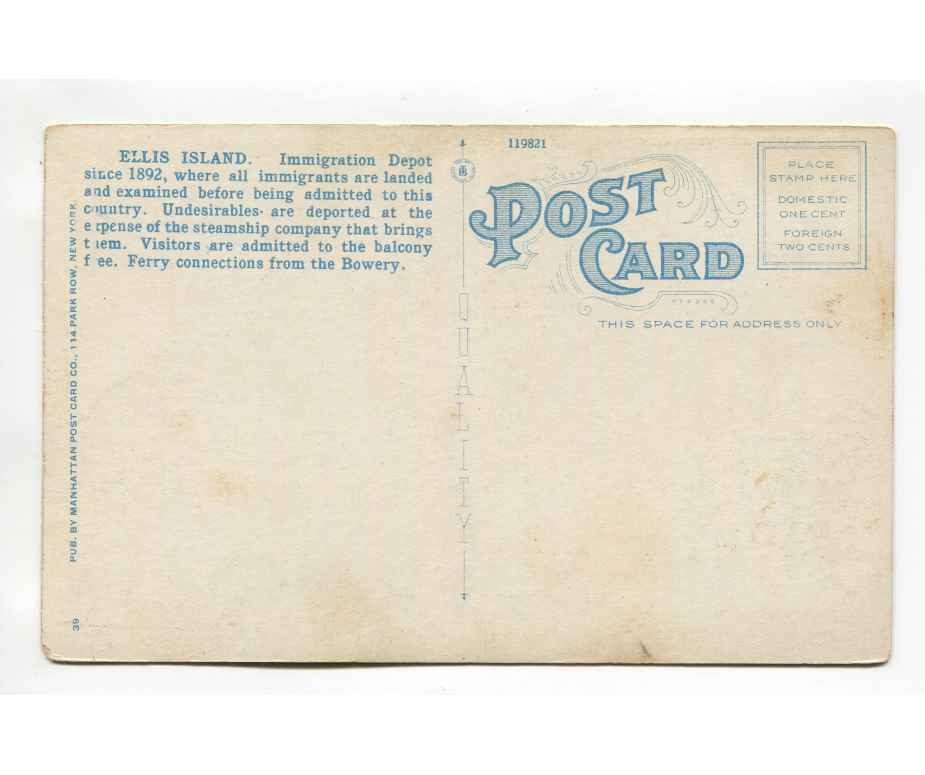 ELLIS ISLAND. Immigration Depot
since 1892, where all immigrants are landed
and examined before being admitted to this
country. Undesirables are deported at the
expense of the steamship company that brings
them. Visitors are admitted to the balcony
free. Ferry connections from the Bowery.
PUB. BY MANHATTAN POST CARD CO., 114 PARK ROW, NEW YORK.
39
QUALITY
119821
POST
CARD
THIS SPACE FOR ADDRESS ONLY
PLACE
STAMP HERE
DOMESTIC
ONE CENT
FOREIGN
TWO CENTS